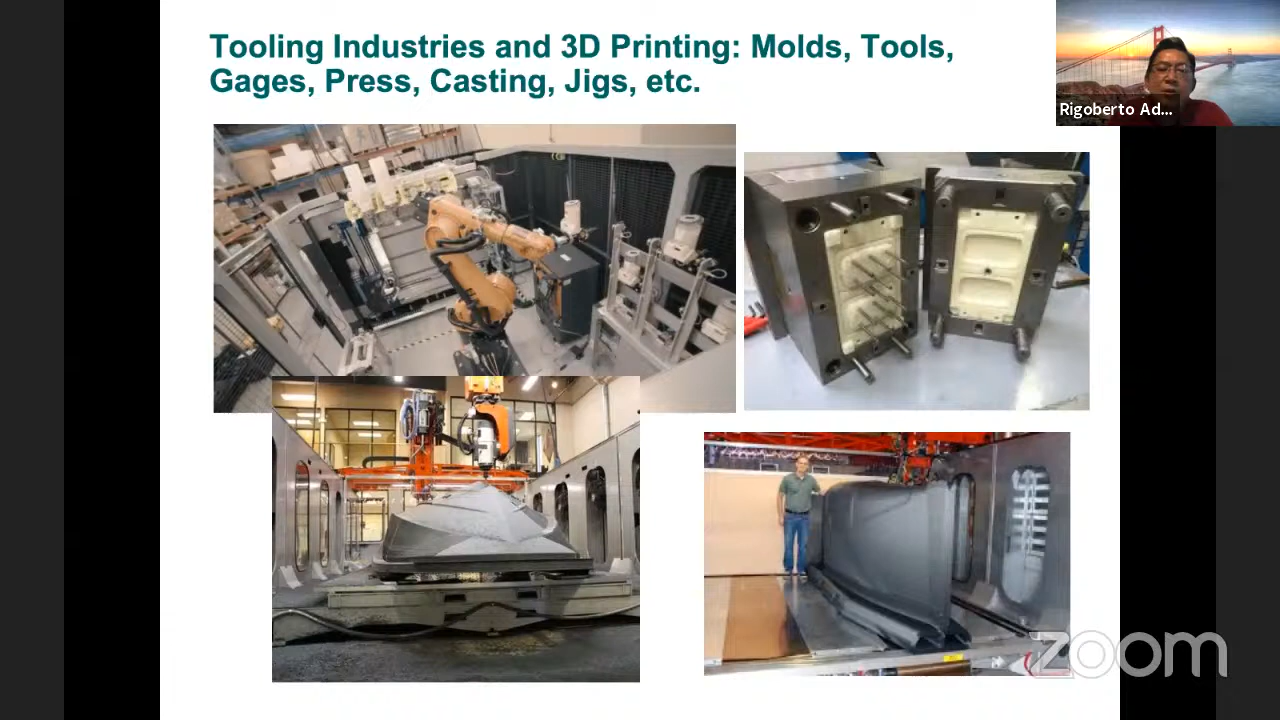 Tooling Industries and 3D Printing: Molds, Tools,
Gages, Press, Casting, Jigs, etc.
Rigoberto Ad...
zoom